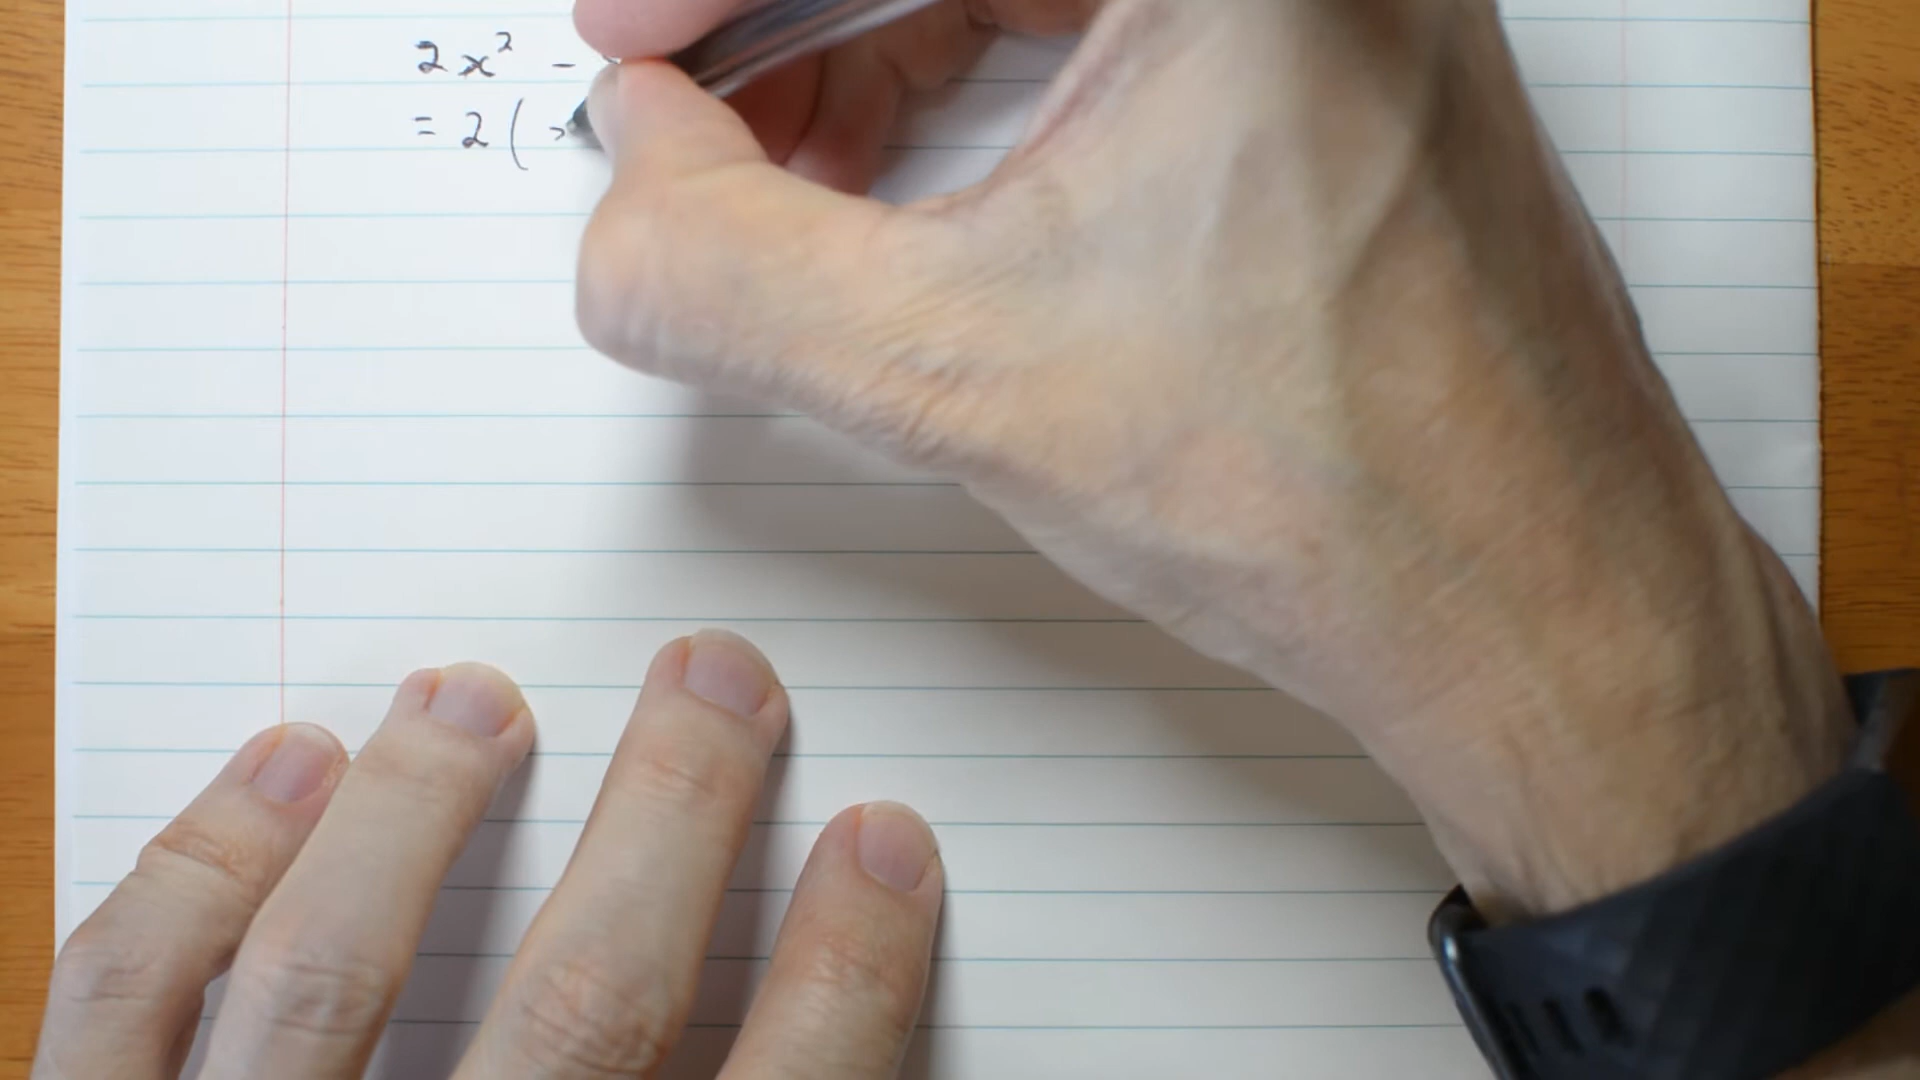 2x² -
= 2(